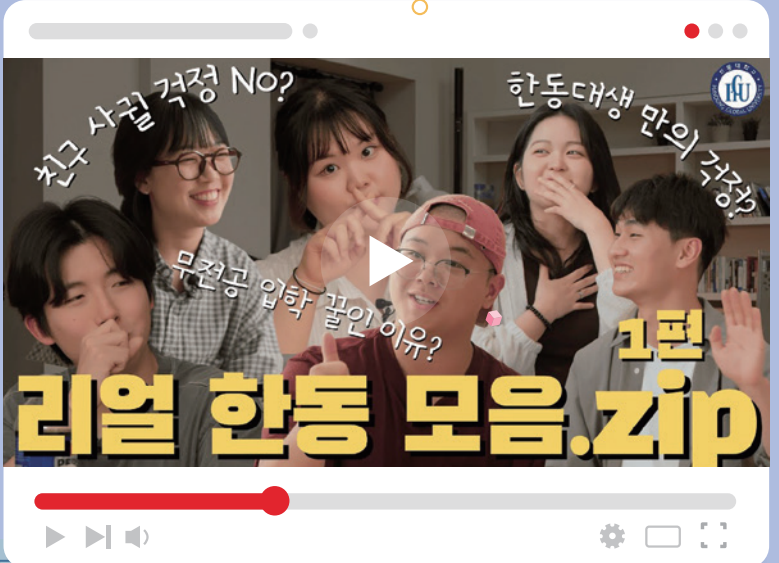 친구 사귈 걱정 NO?
한동대생 만의 걱정?
무전공 입학 꿀인 이유?
1편
리얼 한동 모음.zip